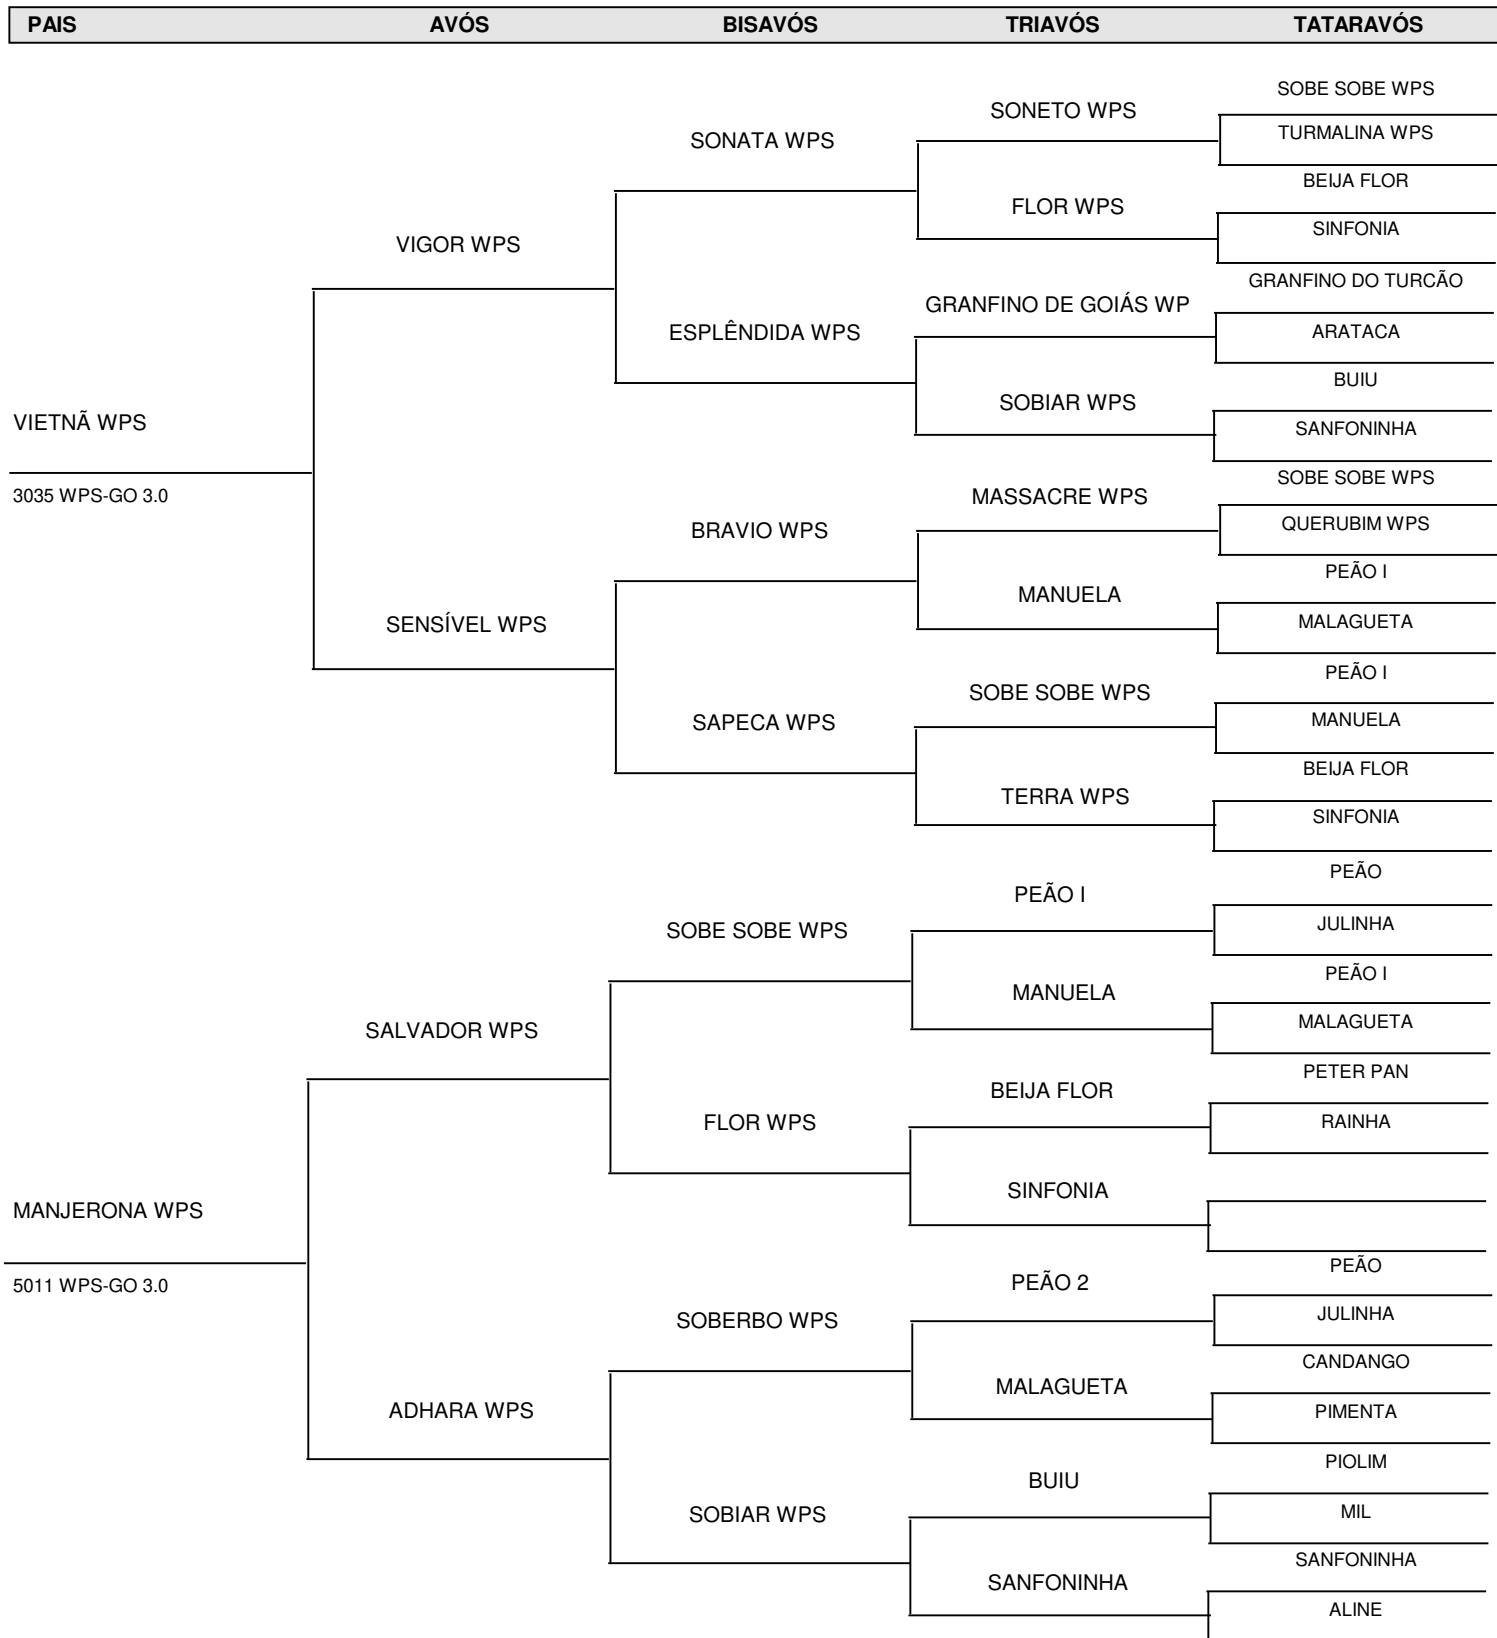 PAIS AVÓS BISAVÓS TRIAVÓS TATARAVÓS
SOBE SOBE WPS
SONETO WPS
TURMALINA WPS
SONATA WPS
BEIJA FLOR
FLOR WPS
SINFONIA
VIGOR WPS
GRANFINO DO TURCÃO
GRANFINO DE GOIÁS WP
ARATACA
ESPLÊNDIDA WPS
BUIU
SOBIAR WPS
SANFONINHA
VIETNÃ WPS
3035 WPS-GO 3.0
SOBE SOBE WPS
MASSACRE WPS
QUERUBIM WPS
BRAVIO WPS
PEÃO I
MANUELA
MALAGUETA
SENSÍVEL WPS
PEÃO I
SOBE SOBE WPS
MANUELA
SAPECA WPS
BEIJA FLOR
TERRA WPS
SINFONIA
PEÃO
PEÃO I
JULINHA
SOBE SOBE WPS
PEÃO I
MANUELA
MALAGUETA
SALVADOR WPS
PETER PAN
BEIJA FLOR
RAINHA
FLOR WPS
SINFONIA
MANJERONA WPS
5011 WPS-GO 3.0
PEÃO
PEÃO 2
JULINHA
SOBERBO WPS
CANDANGO
MALAGUETA
PIMENTA
ADHARA WPS
PIOLIM
BUIU
MIL
SOBIAR WPS
SANFONINHA
SANFONINHA
ALINE